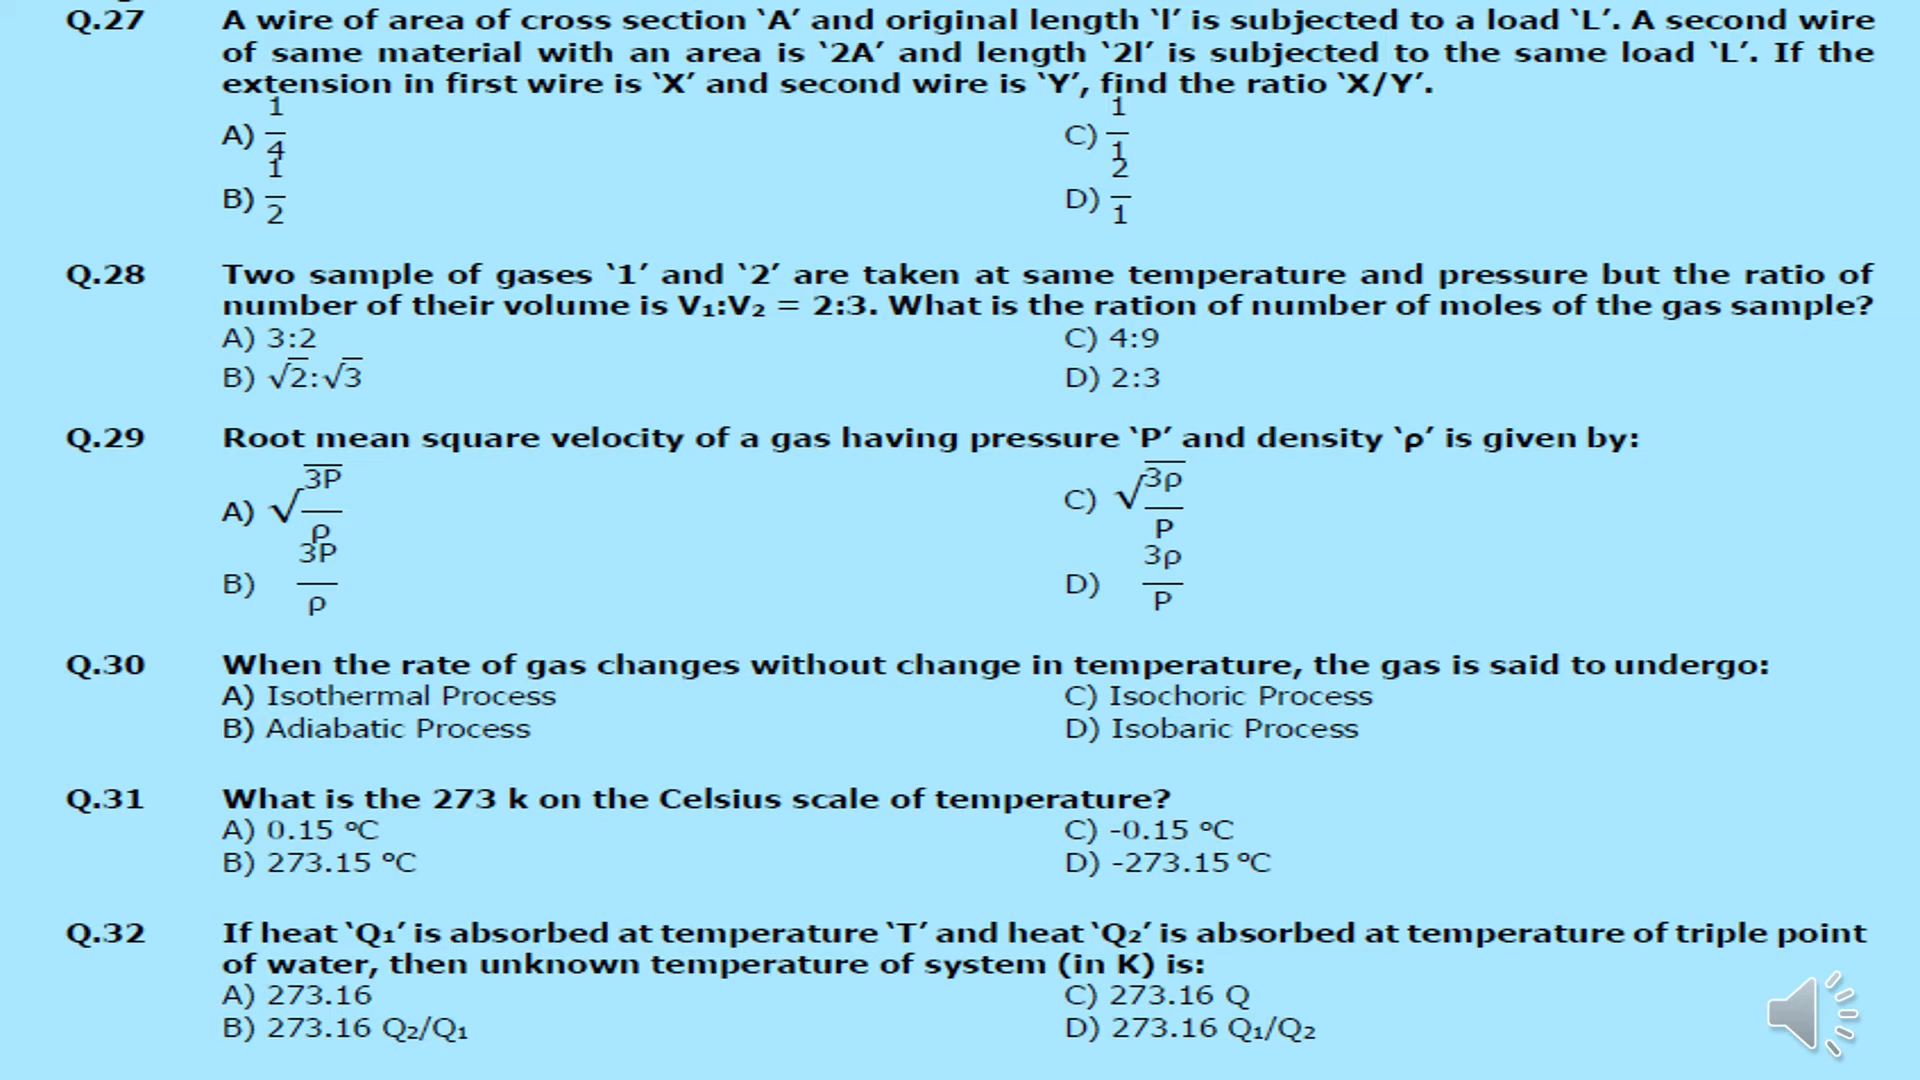 Q.27 A wire of area of cross section ‘A’ and original length ‘l’ is subjected to a load ‘L’. A second wire
of same material with an area is ‘2A’ and length ‘2l’ is subjected to the same load ‘L’. If the
extension in first wire is ‘X’ and second wire is ‘Y’, find the ratio ‘X/Y’.
A) 1/4 C) 1/1
B) 1/2 D) 2/1
Q.28 Two sample of gases ‘1’ and ‘2’ are taken at same temperature and pressure but the ratio of
number of their volume is V₁:V₂ = 2:3. What is the ration of number of moles of the gas sample?
A) 3:2 C) 4:9
B) √2:√3 D) 2:3
Q.29 Root mean square velocity of a gas having pressure ‘P’ and density ‘ρ’ is given by:
A) √3P/ρ C) √3ρ/P
B) 3P/ρ D) 3ρ/P
Q.30 When the rate of gas changes without change in temperature, the gas is said to undergo:
A) Isothermal Process C) Isochoric Process
B) Adiabatic Process D) Isobaric Process
Q.31 What is the 273 k on the Celsius scale of temperature?
A) 0.15 °C C) -0.15 °C
B) 273.15 °C D) -273.15 °C
Q.32 If heat ‘Q₁’ is absorbed at temperature ‘T’ and heat ‘Q₂’ is absorbed at temperature of triple point
of water, then unknown temperature of system (in K) is:
A) 273.16 C) 273.16 Q
B) 273.16 Q₂/Q₁ D) 273.16 Q₁/Q₂